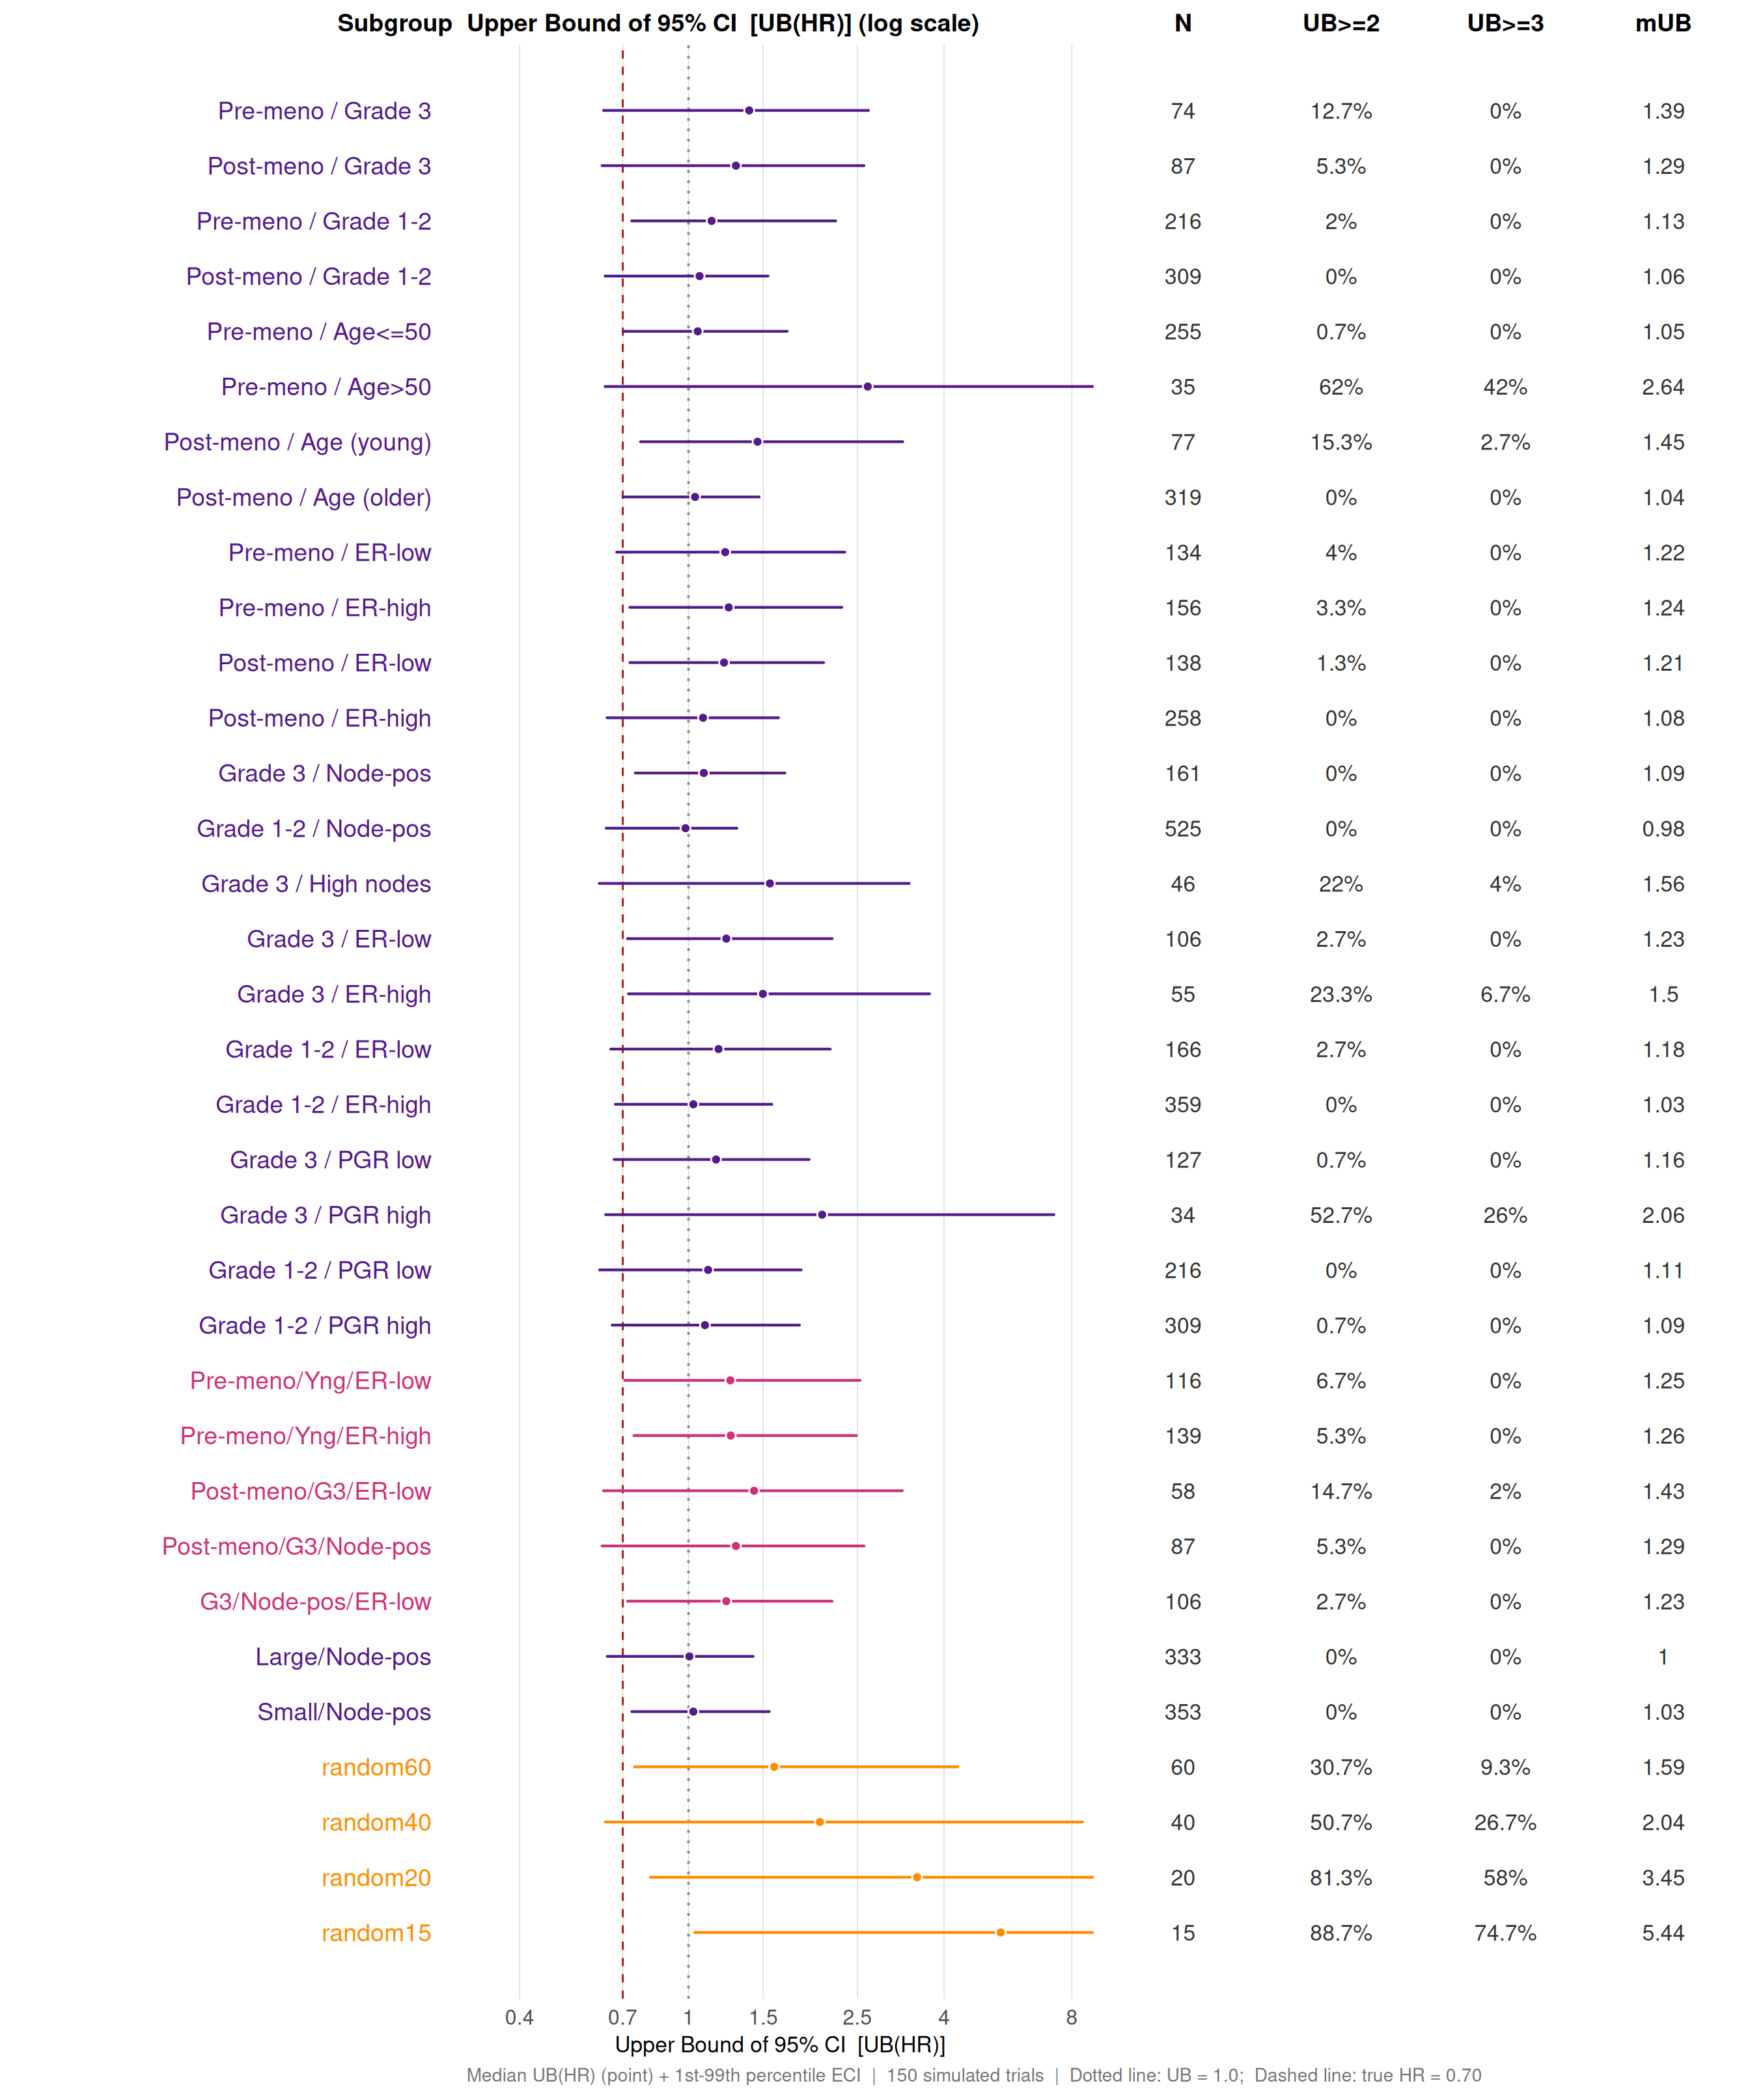 Subgroup Upper Bound of 95% CI [UB(HR)] (log scale) N UB>=2 UB>=3 mUB
Pre-meno / Grade 3 74 12.7% 0% 1.39
Post-meno / Grade 3 87 5.3% 0% 1.29
Pre-meno / Grade 1-2 216 2% 0% 1.13
Post-meno / Grade 1-2 309 0% 0% 1.06
Pre-meno / Age<=50 255 0.7% 0% 1.05
Pre-meno / Age>50 35 62% 42% 2.64
Post-meno / Age (young) 77 15.3% 2.7% 1.45
Post-meno / Age (older) 319 0% 0% 1.04
Pre-meno / ER-low 134 4% 0% 1.22
Pre-meno / ER-high 156 3.3% 0% 1.24
Post-meno / ER-low 138 1.3% 0% 1.21
Post-meno / ER-high 258 0% 0% 1.08
Grade 3 / Node-pos 161 0% 0% 1.09
Grade 1-2 / Node-pos 525 0% 0% 0.98
Grade 3 / High nodes 46 22% 4% 1.56
Grade 3 / ER-low 106 2.7% 0% 1.23
Grade 3 / ER-high 55 23.3% 6.7% 1.5
Grade 1-2 / ER-low 166 2.7% 0% 1.18
Grade 1-2 / ER-high 359 0% 0% 1.03
Grade 3 / PGR low 127 0.7% 0% 1.16
Grade 3 / PGR high 34 52.7% 26% 2.06
Grade 1-2 / PGR low 216 0% 0% 1.11
Grade 1-2 / PGR high 309 0.7% 0% 1.09
Pre-meno/Yng/ER-low 116 6.7% 0% 1.25
Pre-meno/Yng/ER-high 139 5.3% 0% 1.26
Post-meno/G3/ER-low 58 14.7% 2% 1.43
Post-meno/G3/Node-pos 87 5.3% 0% 1.29
G3/Node-pos/ER-low 106 2.7% 0% 1.23
Large/Node-pos 333 0% 0% 1
Small/Node-pos 353 0% 0% 1.03
random60 60 30.7% 9.3% 1.59
random40 40 50.7% 26.7% 2.04
random20 20 81.3% 58% 3.45
random15 15 88.7% 74.7% 5.44
0.4 0.7 1 1.5 2.5 4 8
Upper Bound of 95% CI [UB(HR)]
Median UB(HR) (point) + 1st-99th percentile ECI | 150 simulated trials | Dotted line: UB = 1.0; Dashed line: true HR = 0.70